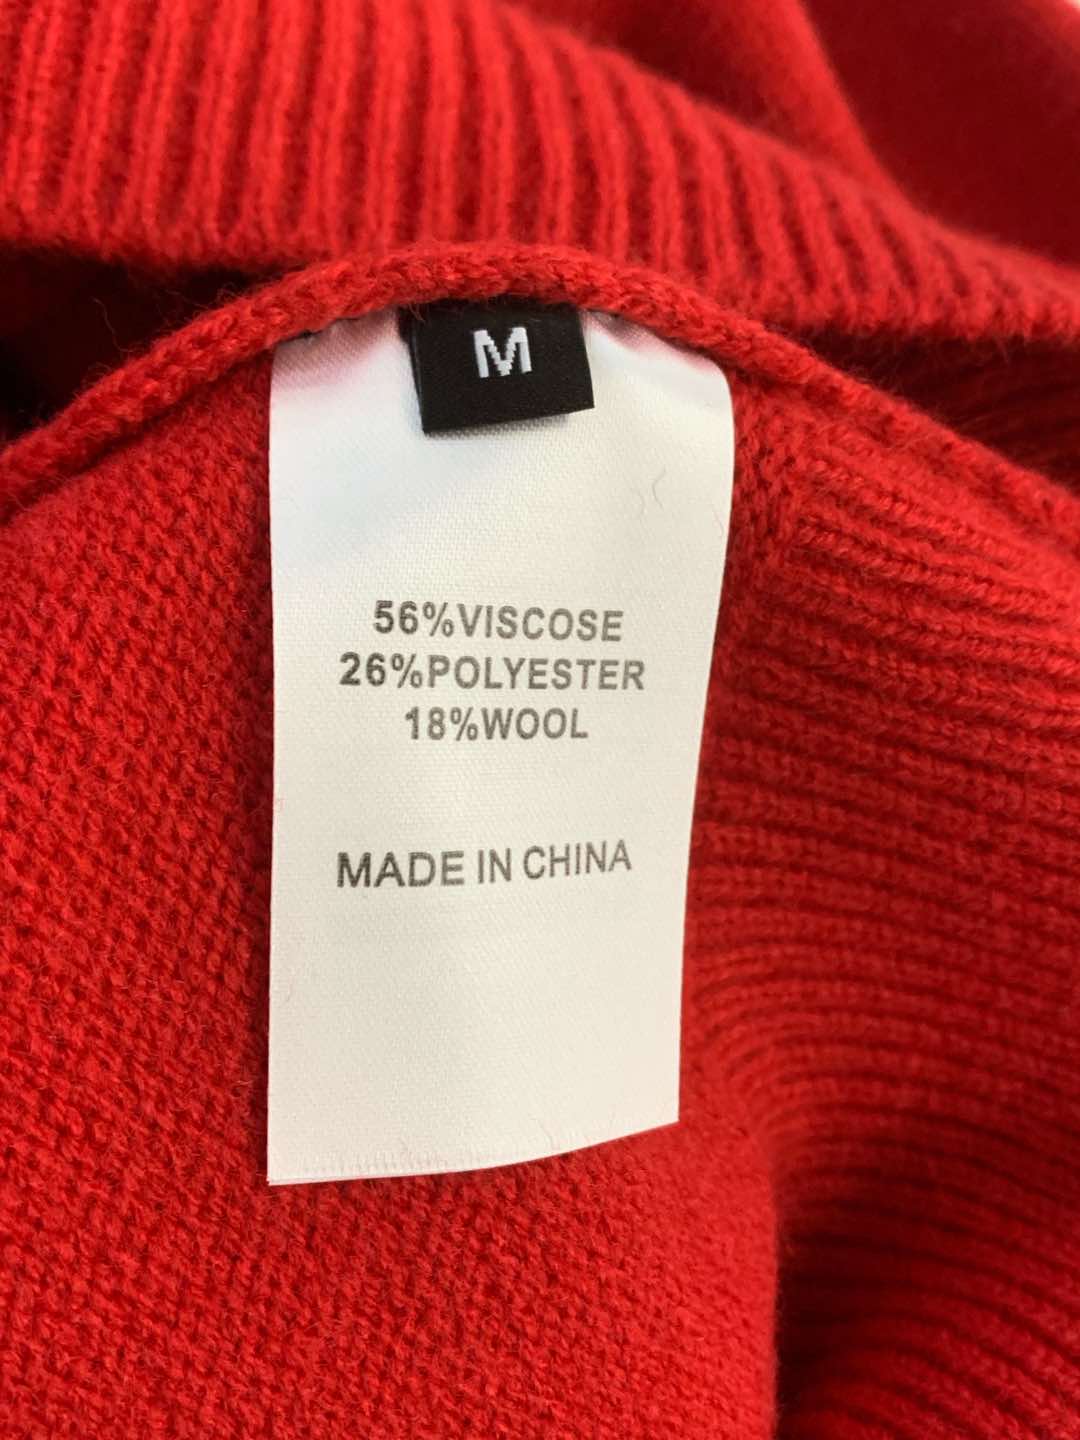 M
56%VISCOSE
26%POLYESTER
18%WOOL
MADE IN CHINA